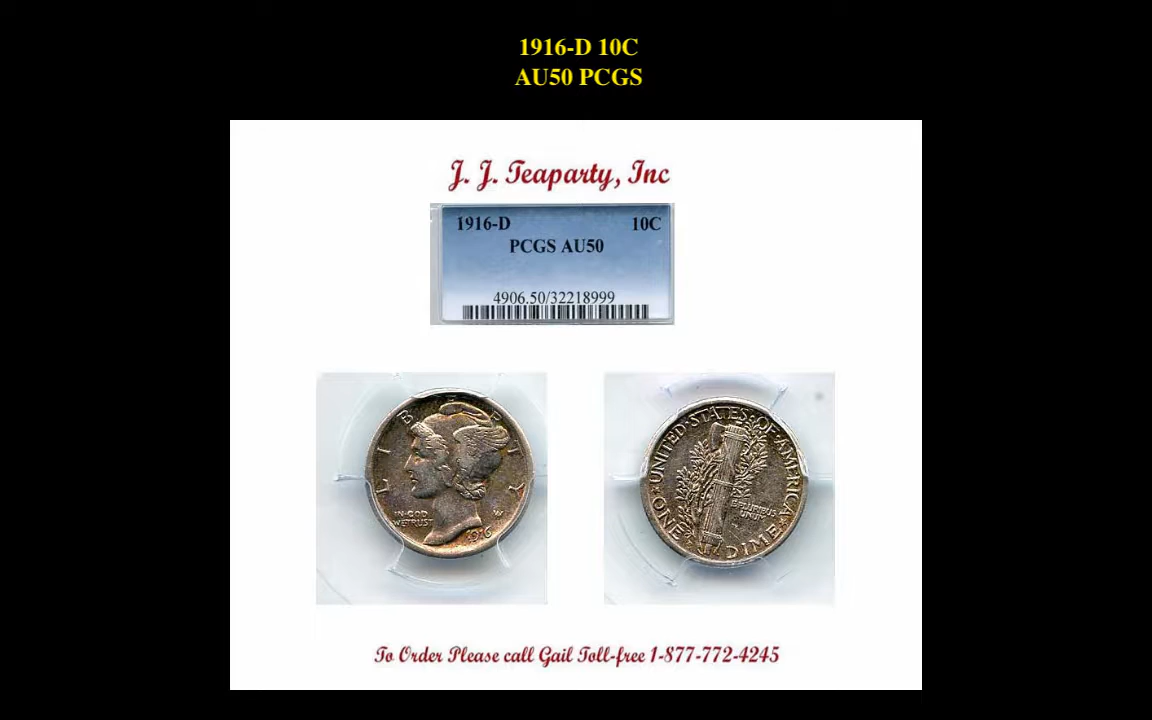 1916-D 10C
AU50 PCGS
J. J. Teaparty, Inc
1916-D 10C
PCGS AU50
4906.50/32218999
LIBERTY
IN·GOD
WE TRUST
1916
UNITED·STATES·OF·AMERICA
E PLURIBUS
UNUM
ONE DIME
To Order Please call Gail Toll-free 1-877-772-4245